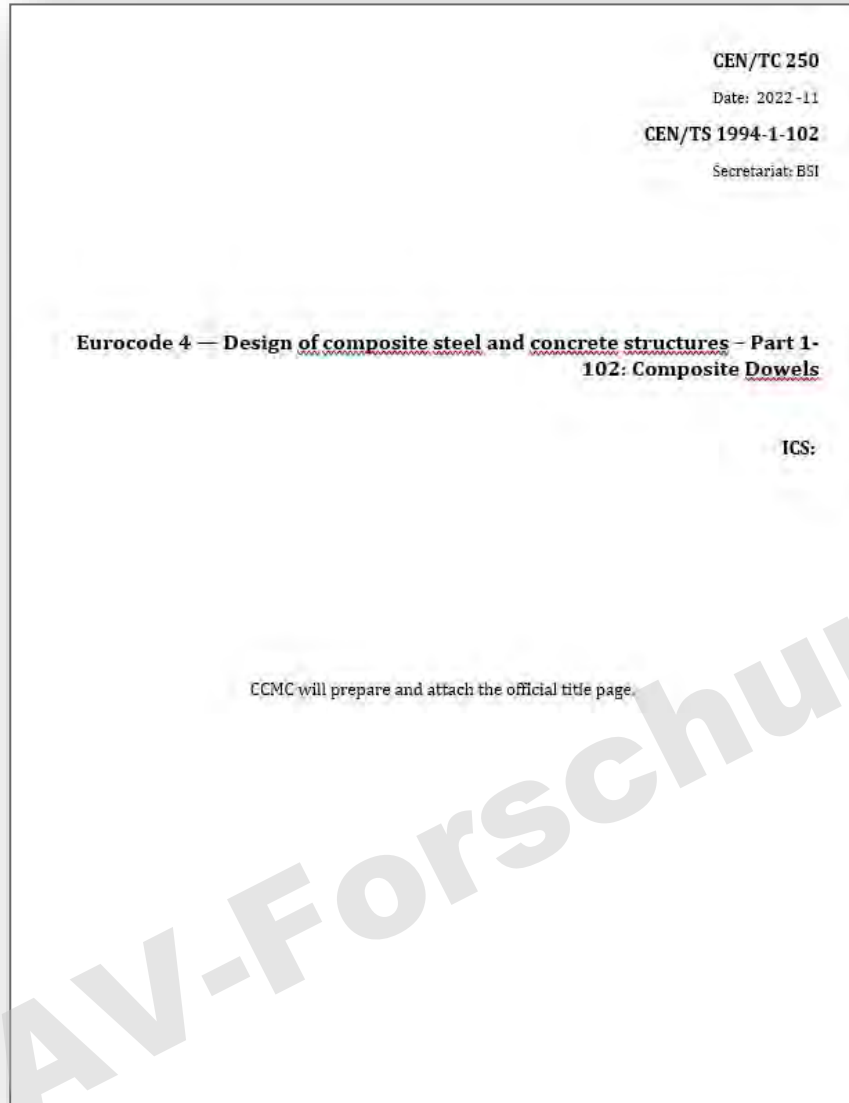 CEN/TC 250
Date: 2022 -11
CEN/TS 1994-1-102
Secretariat: BSI
Eurocode 4 — Design of composite steel and concrete structures – Part 1-
102: Composite Dowels
ICS:
CCMC will prepare and attach the official title page.
AV-Forschu